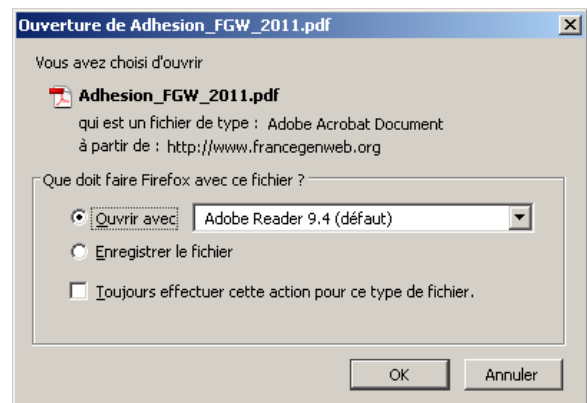 Ouverture de Adhesion_FGW_2011.pdf
Vous avez choisi d'ouvrir
Adhesion_FGW_2011.pdf
qui est un fichier de type : Adobe Acrobat Document
à partir de : http://www.francegenweb.org
Que doit faire Firefox avec ce fichier ?
Ouvrir avec Adobe Reader 9.4 (défaut)
Enregistrer le fichier
Toujours effectuer cette action pour ce type de fichier.
OK Annuler